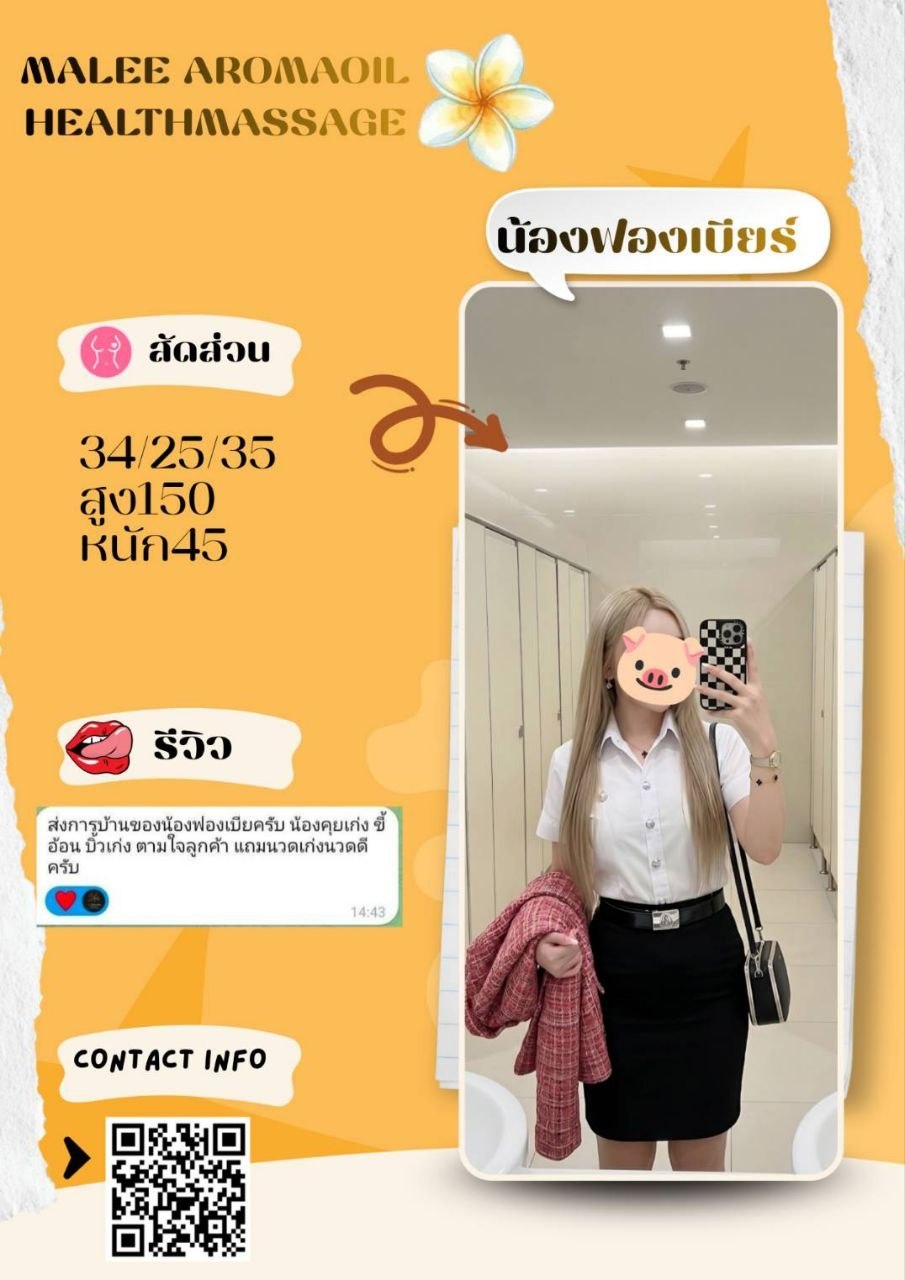 MALEE AROMAOIL
HEALTHMASSAGE
น้องฟองเบียร์
สัดส่วน
34/25/35
สูง150
หนัก45
รีวิว
ส่งการบ้านของน้องฟองเบียครับ น้องคุยเก่ง ขี้
อ้อน บิ้วเก่ง ตามใจลูกค้า แถมนวดเก่งนวดดี
ครับ
14:43
CONTACT INFO